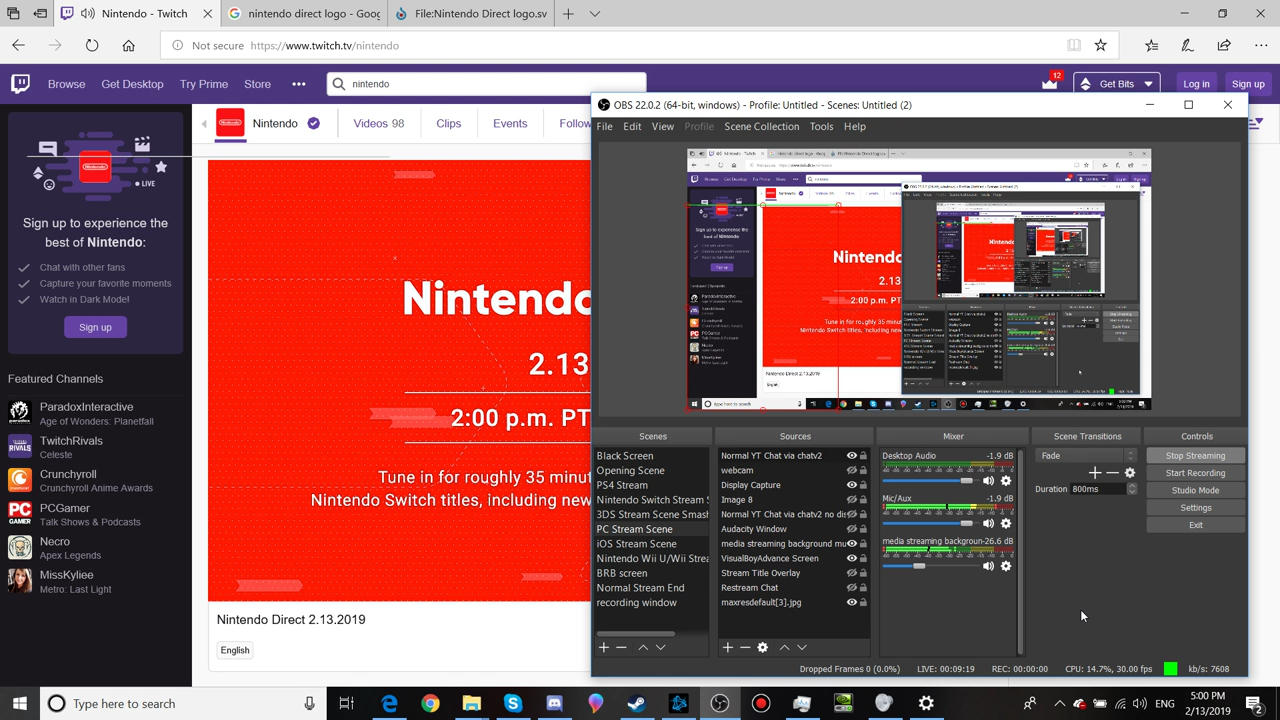 Nintendo - Twitch
nintendo direct logo - Goog
File:Nintendo Direct logo.sv
Not secure
https://www.twitch.tv/nintendo
Browse
Get Desktop
Try Prime
Store
nintendo
12
Get Bits
Log in
Sign up
Nintendo
Videos 98
Clips
Events
Follow
LIVE
Sign up to experience the
best of Nintendo:
Chat with other fans
Capture your favorite moments
Watch in Dark Model
Sign up
Featured Channels
ParadoxInteractive
Age of Wonders: Planetfall
TwitchRivals
Celeste
Crunchyroll
Crunchyroll Anime Awards
PCGamer
Talk Shows & Podcasts
Necro
Apex Legends
MissKyliee
Metro: Last Light
Nintendo
2.13
2:00 p.m. PT
Tune in for roughly 35 minut
Nintendo Switch titles, including new
Nintendo Direct 2.13.2019
English
OBS 22.0.2 (64-bit, windows) - Profile: Untitled - Scenes: Untitled (2)
File Edit View Profile Scene Collection Tools Help
Scenes
Black Screen
Opening Scene
PS4 Stream
Nintendo Switch Stream S
3DS Stream Scene Smash
PC Stream Scene
iOS Stream Scene
Nintendo Wii U/Wii Strea
BRB screen
Normal Stream End
recording window
Sources
Normal YT Chat via chatv2
webcam
Display Capture
Image 8
Normal YT Chat via chatv2 no dis
Audacity Window
media streaming background mu
VisualBoyAdvance Screen
Stream Title Overlay
Restream Chat
maxresdefault[3].jpg
Mixer
Desktop Audio -1.9 dB
Mic/Aux -1.9 dB
media streaming backgroun -26.6 dB
Scene Transitions
Fade
Duration 800ms
Controls
Stop Streaming
Start Recording
Studio Mode
Settings
Exit
Dropped Frames 0 (0.0%) LIVE: 00:09:19 REC: 00:00:00 CPU: 14.7%, 30.00 fps kb/s: 7608
Type here to search
ENG
5:00 PM
2/13/2019
2